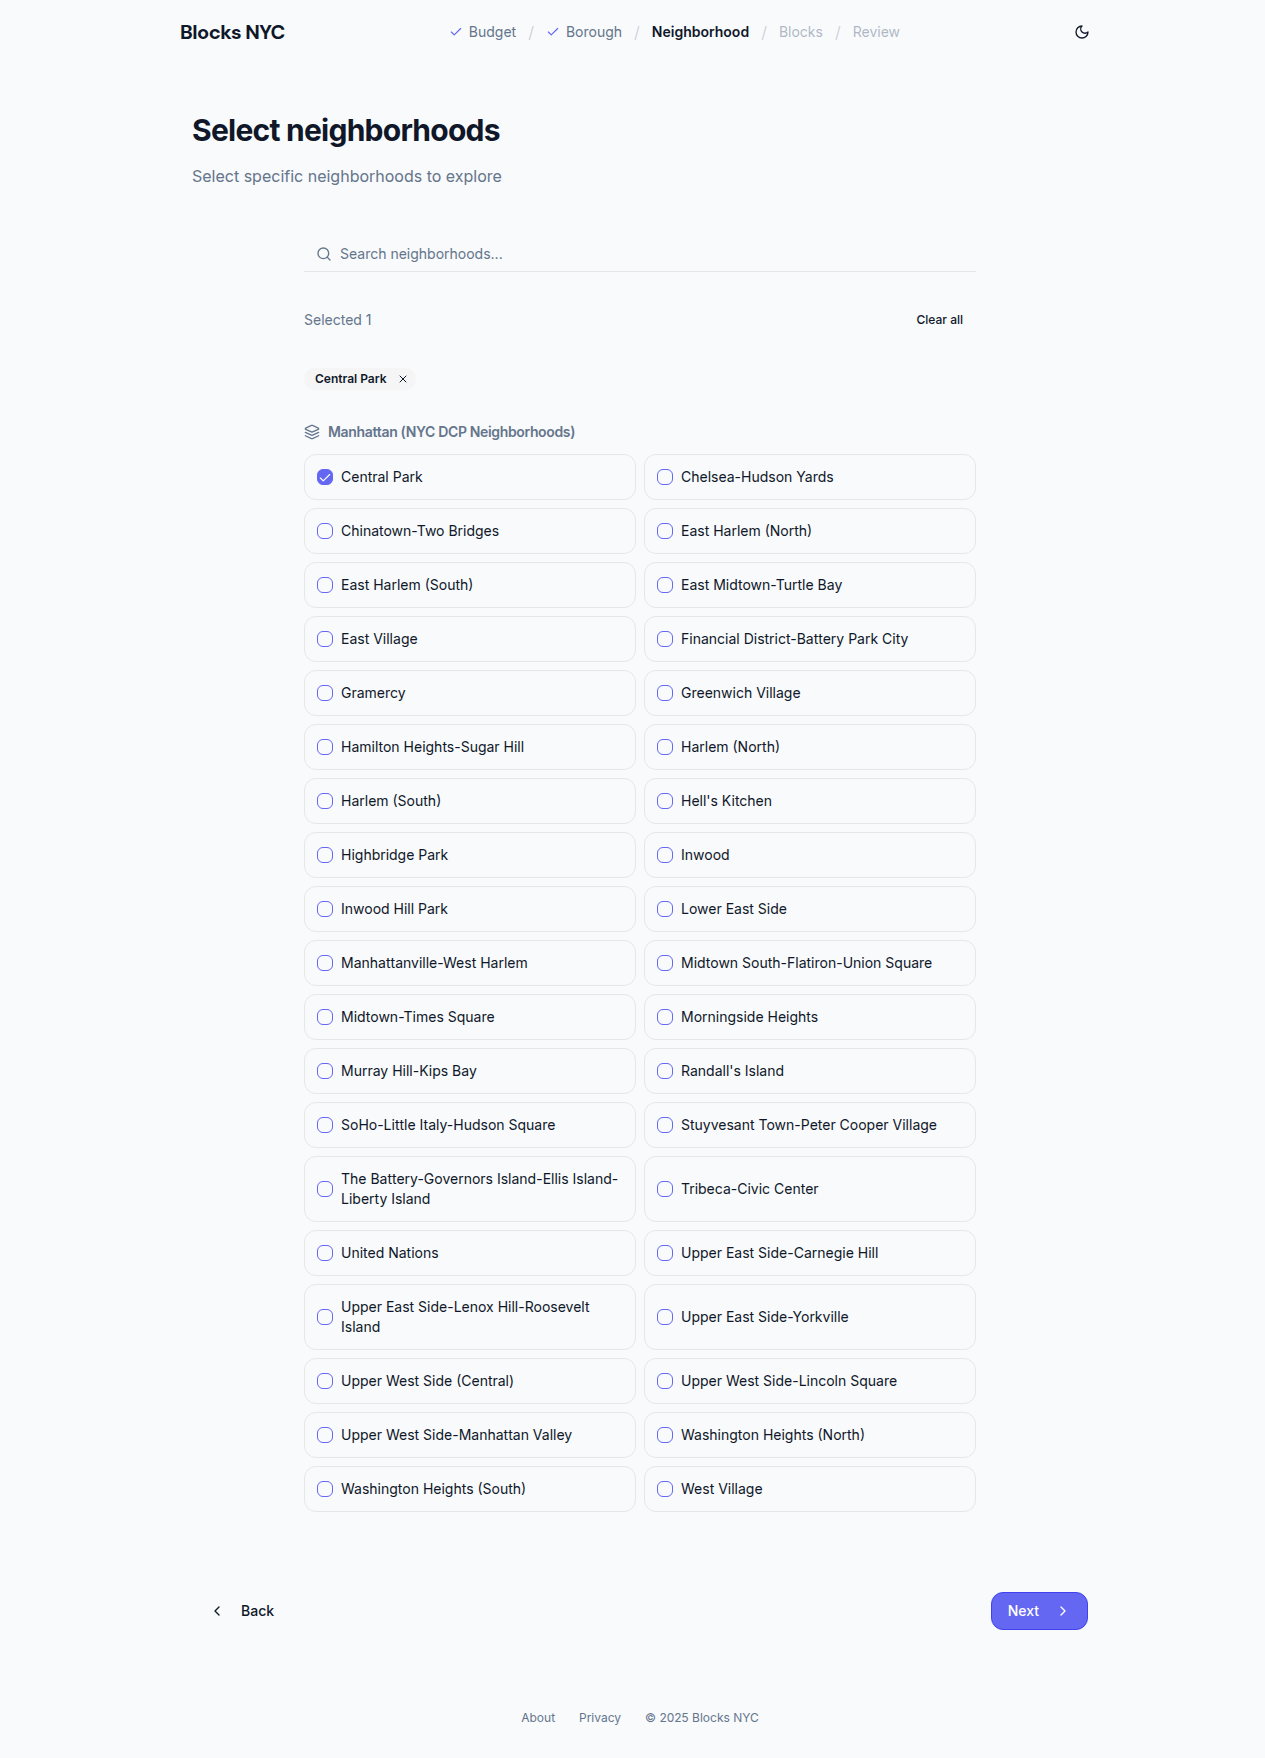 Blocks NYC
Budget / Borough / Neighborhood / Blocks / Review
Select neighborhoods
Select specific neighborhoods to explore
Search neighborhoods...
Selected 1
Clear all
Central Park
Manhattan (NYC DCP Neighborhoods)
Central Park
Chelsea-Hudson Yards
Chinatown-Two Bridges
East Harlem (North)
East Harlem (South)
East Midtown-Turtle Bay
East Village
Financial District-Battery Park City
Gramercy
Greenwich Village
Hamilton Heights-Sugar Hill
Harlem (North)
Harlem (South)
Hell's Kitchen
Highbridge Park
Inwood
Inwood Hill Park
Lower East Side
Manhattanville-West Harlem
Midtown South-Flatiron-Union Square
Midtown-Times Square
Morningside Heights
Murray Hill-Kips Bay
Randall's Island
SoHo-Little Italy-Hudson Square
Stuyvesant Town-Peter Cooper Village
The Battery-Governors Island-Ellis Island-
Liberty Island
Tribeca-Civic Center
United Nations
Upper East Side-Carnegie Hill
Upper East Side-Lenox Hill-Roosevelt
Island
Upper East Side-Yorkville
Upper West Side (Central)
Upper West Side-Lincoln Square
Upper West Side-Manhattan Valley
Washington Heights (North)
Washington Heights (South)
West Village
Back
Next
About
Privacy
© 2025 Blocks NYC